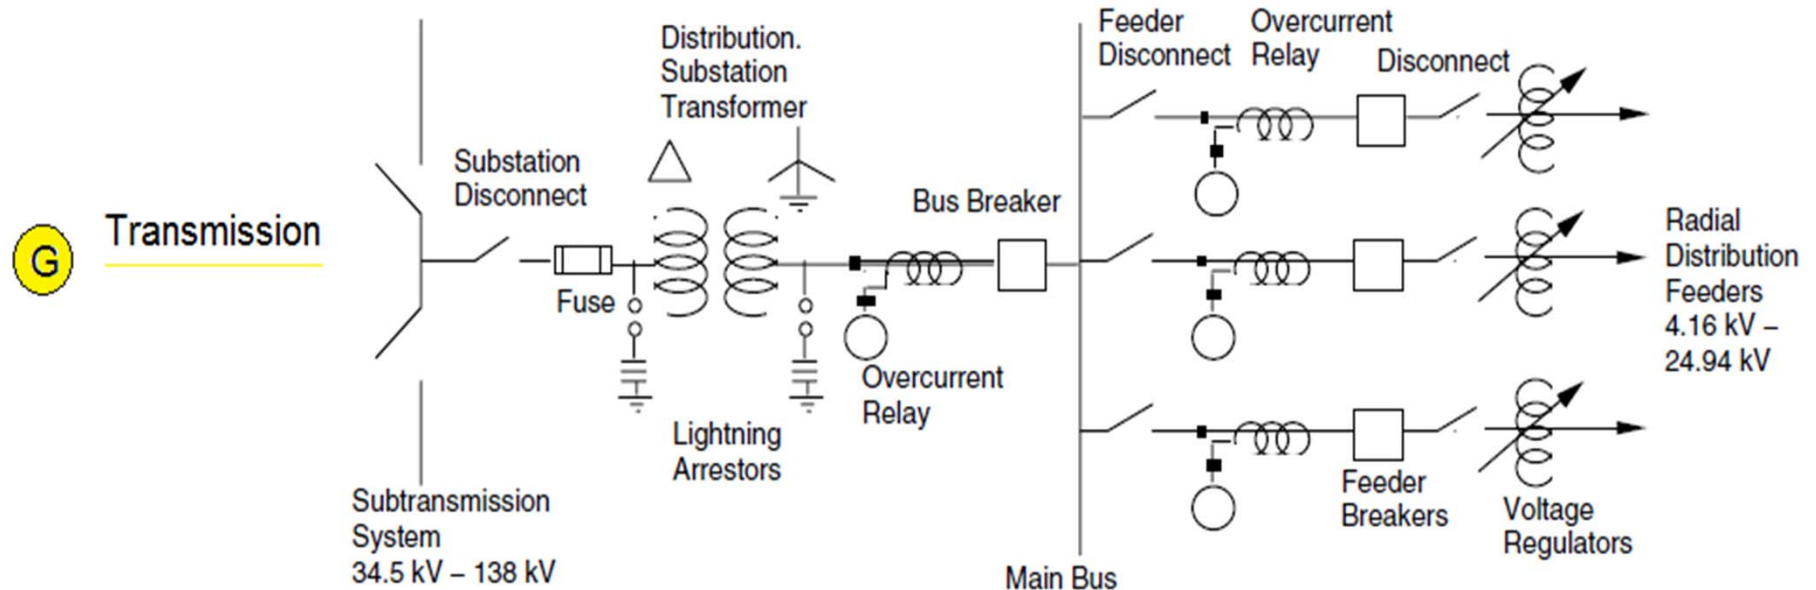 G
Transmission
Subtransmission
System
34.5 kV – 138 kV
Substation
Disconnect
Fuse
Distribution.
Substation
Transformer
Lightning
Arrestors
Overcurrent
Relay
Bus Breaker
Main Bus
Feeder
Disconnect
Overcurrent
Relay
Disconnect
Feeder
Breakers
Voltage
Regulators
Radial
Distribution
Feeders
4.16 kV –
24.94 kV